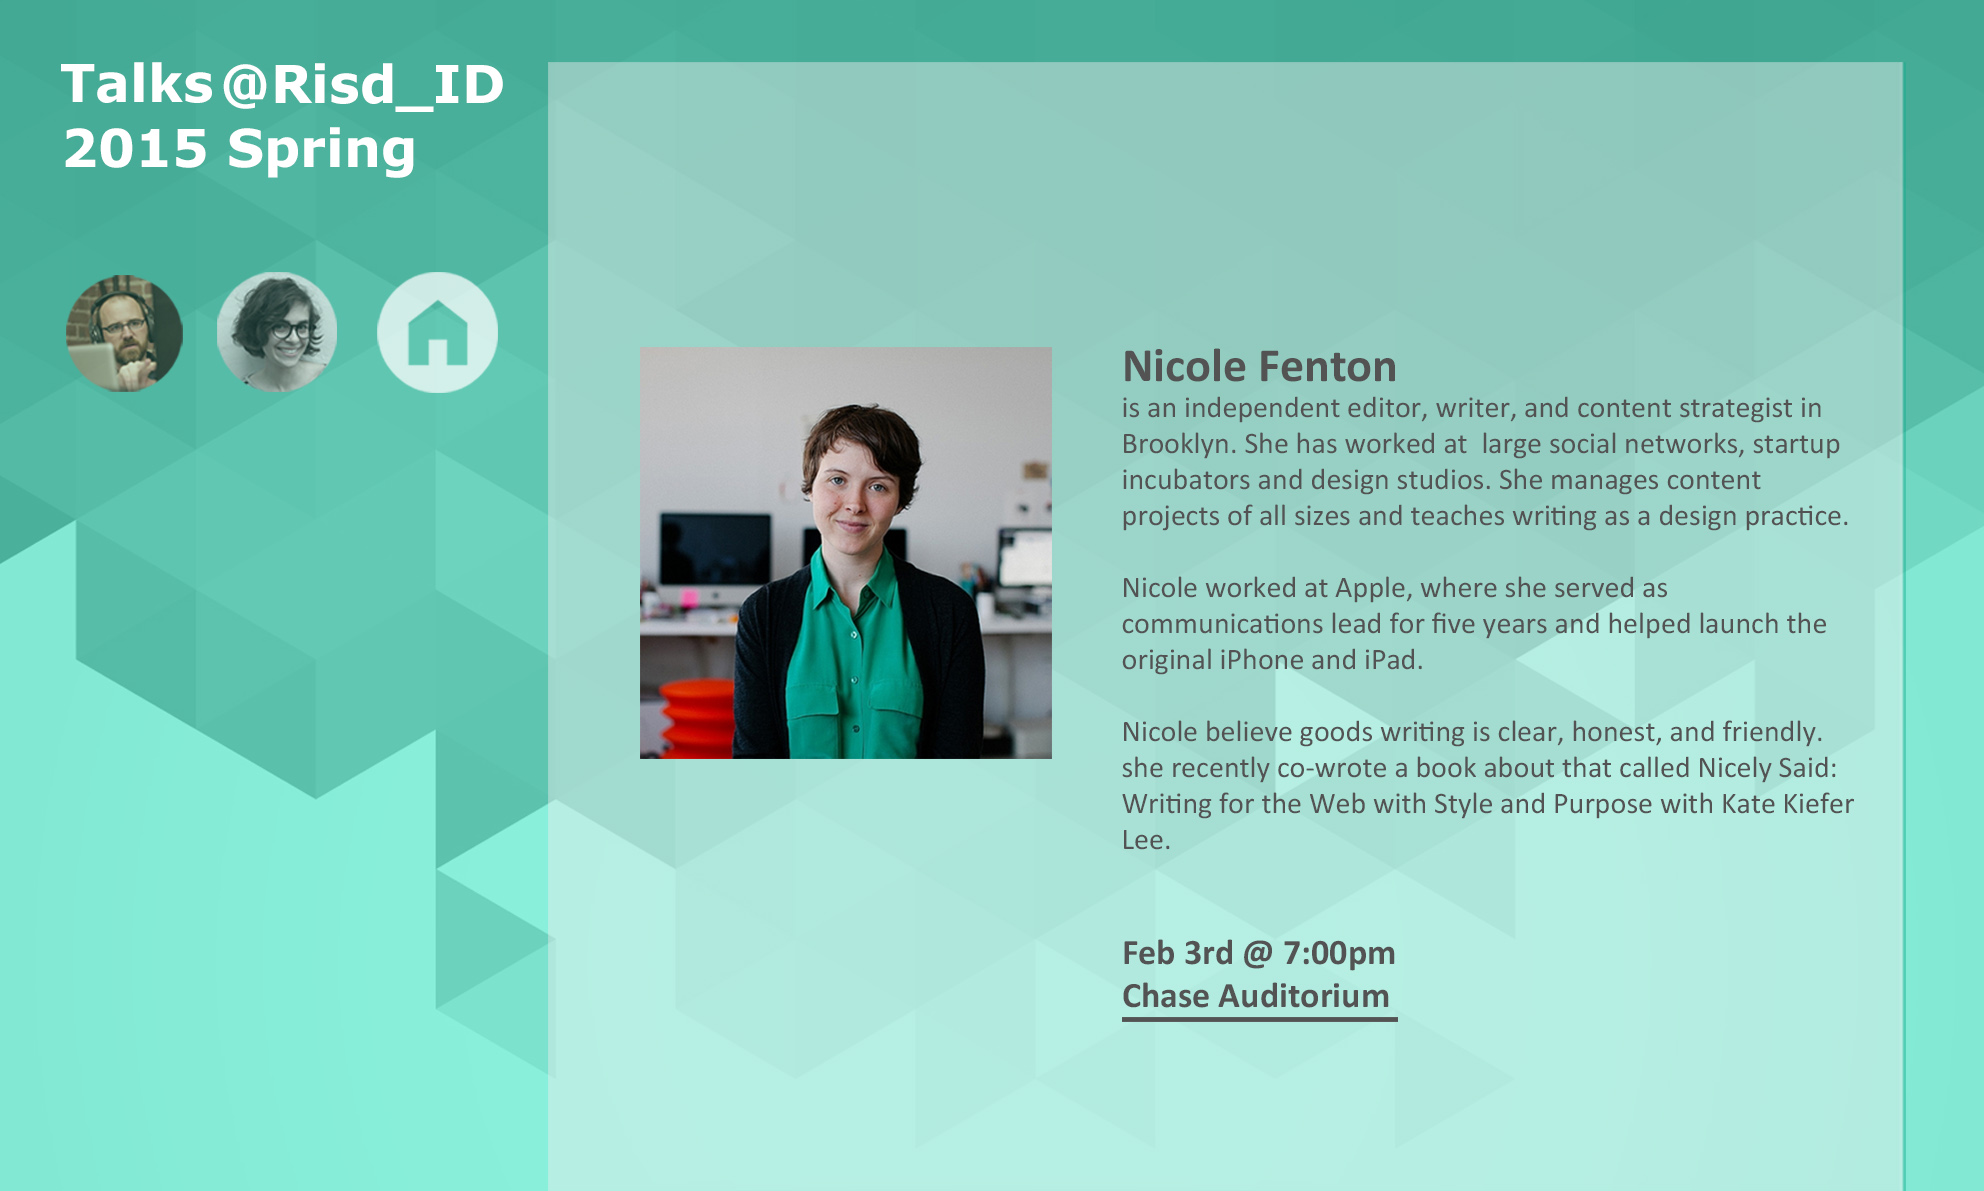 Talks @Risd_ID
2015 Spring
Nicole Fenton
is an independent editor, writer, and content strategist in
Brooklyn. She has worked at  large social networks, startup
incubators and design studios. She manages content
projects of all sizes and teaches writing as a design practice.
Nicole worked at Apple, where she served as
communications lead for five years and helped launch the
original iPhone and iPad.
Nicole believe goods writing is clear, honest, and friendly.
she recently co-wrote a book about that called Nicely Said:
Writing for the Web with Style and Purpose with Kate Kiefer
Lee.
Feb 3rd @ 7:00pm
Chase Auditorium